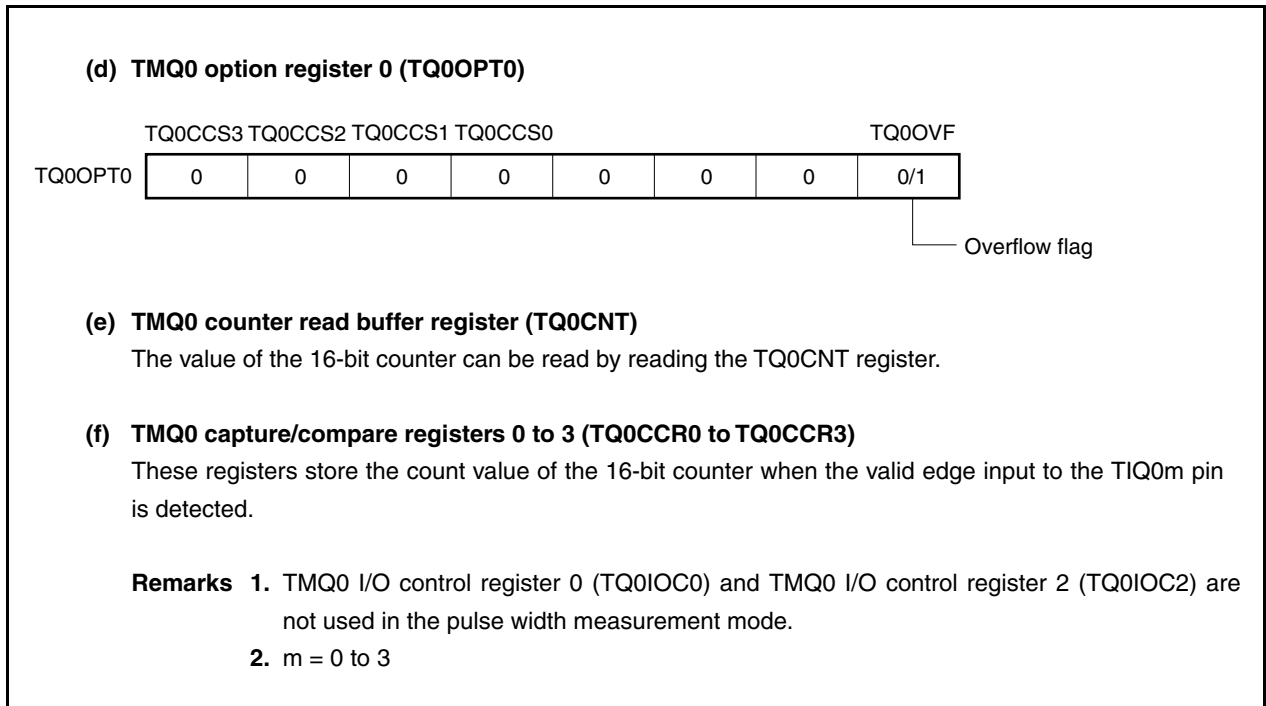 (d) TMQ0 option register 0 (TQ0OPT0)
TQ0CCS3 TQ0CCS2 TQ0CCS1 TQ0CCS0 TQ0OVF
TQ0OPT0 0 0 0 0 0 0 0 0/1
Overflow flag
(e) TMQ0 counter read buffer register (TQ0CNT)
The value of the 16-bit counter can be read by reading the TQ0CNT register.
(f) TMQ0 capture/compare registers 0 to 3 (TQ0CCR0 to TQ0CCR3)
These registers store the count value of the 16-bit counter when the valid edge input to the TIQ0m pin
is detected.
Remarks 1. TMQ0 I/O control register 0 (TQ0IOC0) and TMQ0 I/O control register 2 (TQ0IOC2) are
not used in the pulse width measurement mode.
2. m = 0 to 3